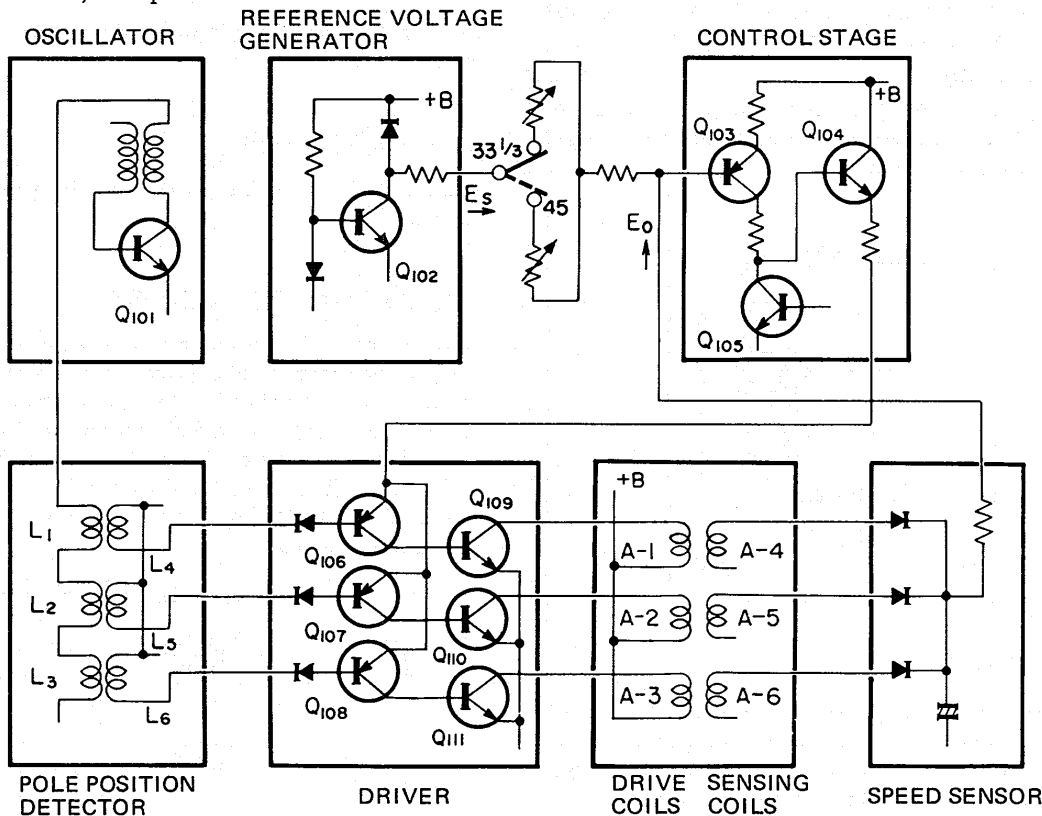 REFERENCE VOLTAGE
GENERATOR
OSCILLATOR
CONTROL STAGE
+B
+B
Q103
Q104
33 1/3
Es
45
Eo
Q102
Q101
Q105
+B
Q109
L1
L4
Q106
A-1
A-4
L2
L5
Q107
A-2
A-5
Q110
L3
L6
Q108
A-3
A-6
Q111
POLE POSITION
DETECTOR
DRIVER
DRIVE
COILS
SENSING
COILS
SPEED SENSOR